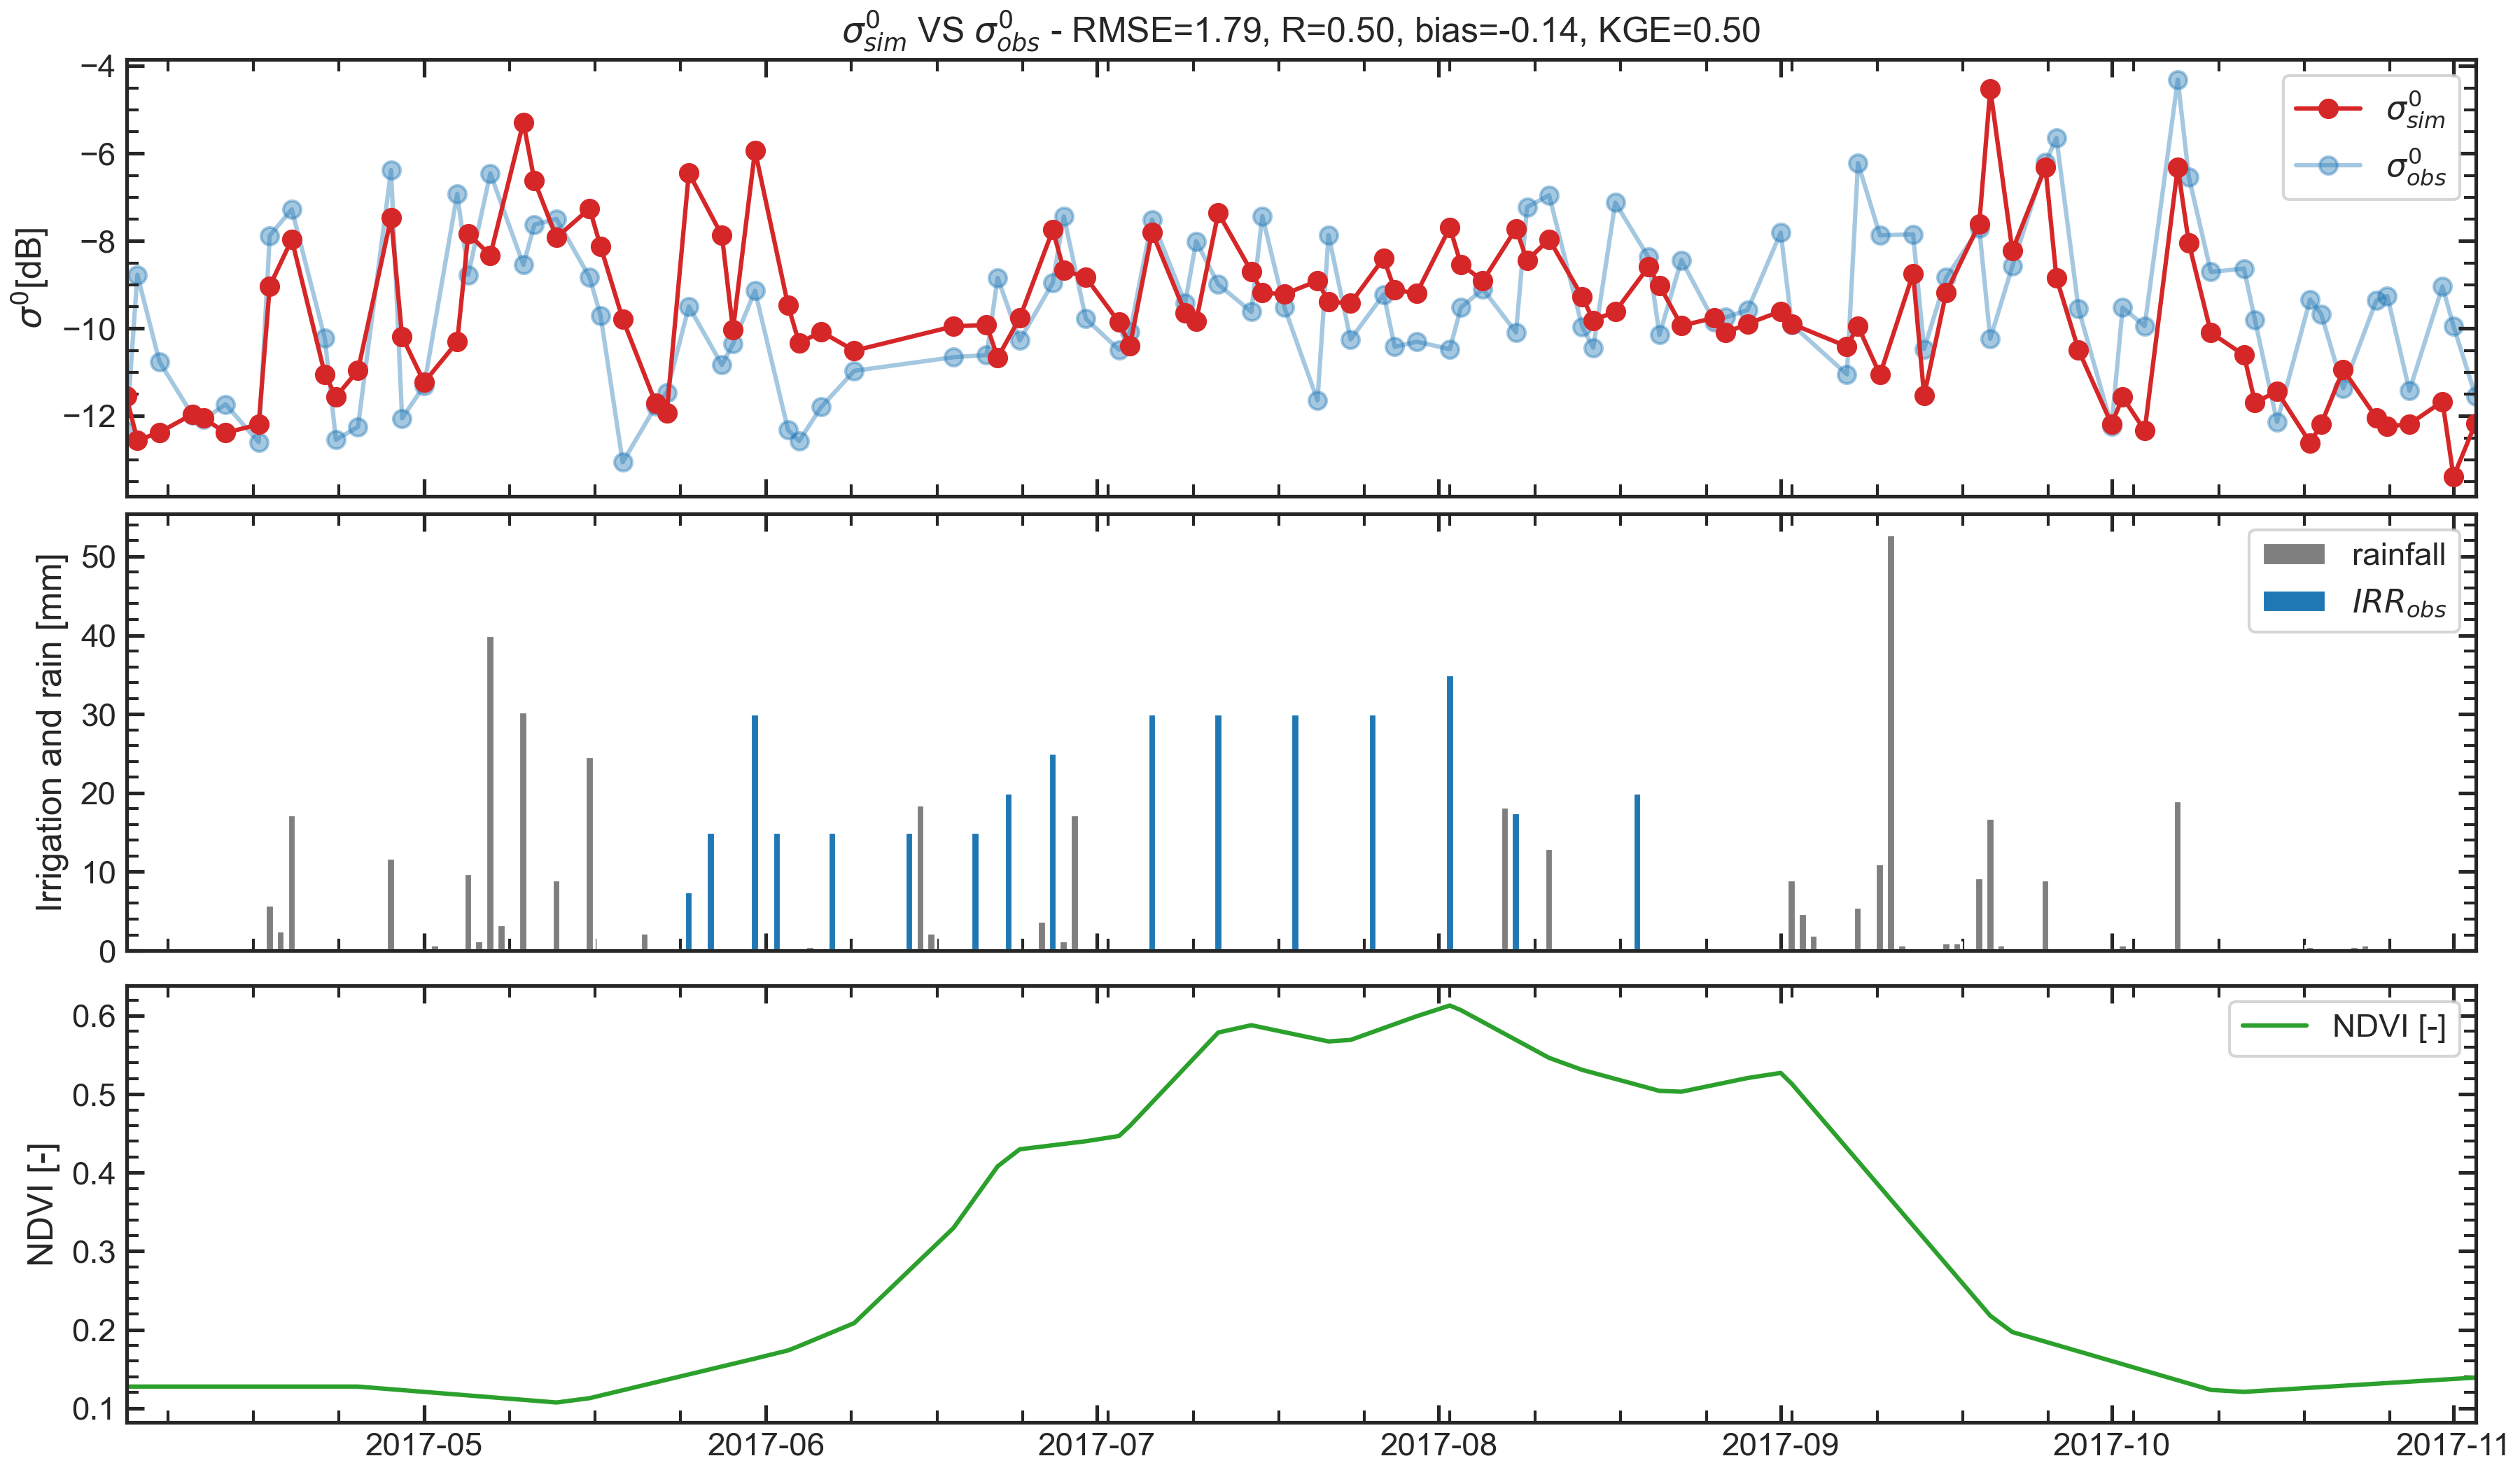 σ⁰sim VS σ⁰obs - RMSE=1.79, R=0.50, bias=-0.14, KGE=0.50
σ⁰[dB]
−4
−6
−8
−10
−12
σ⁰sim
σ⁰obs
Irrigation and rain [mm]
50
40
30
20
10
0
rainfall
IRRobs
NDVI [-]
0.6
0.5
0.4
0.3
0.2
0.1
NDVI [-]
2017-05
2017-06
2017-07
2017-08
2017-09
2017-10
2017-11